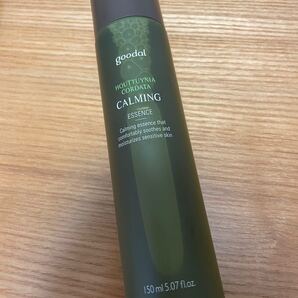 goodal
HOUTTUYNIA
CORDATA
CALMING
ESSENCE
Calming essence that
comfortably soothes and
moisturizes sensitive skin.
150 ml 5.07 fl.oz.